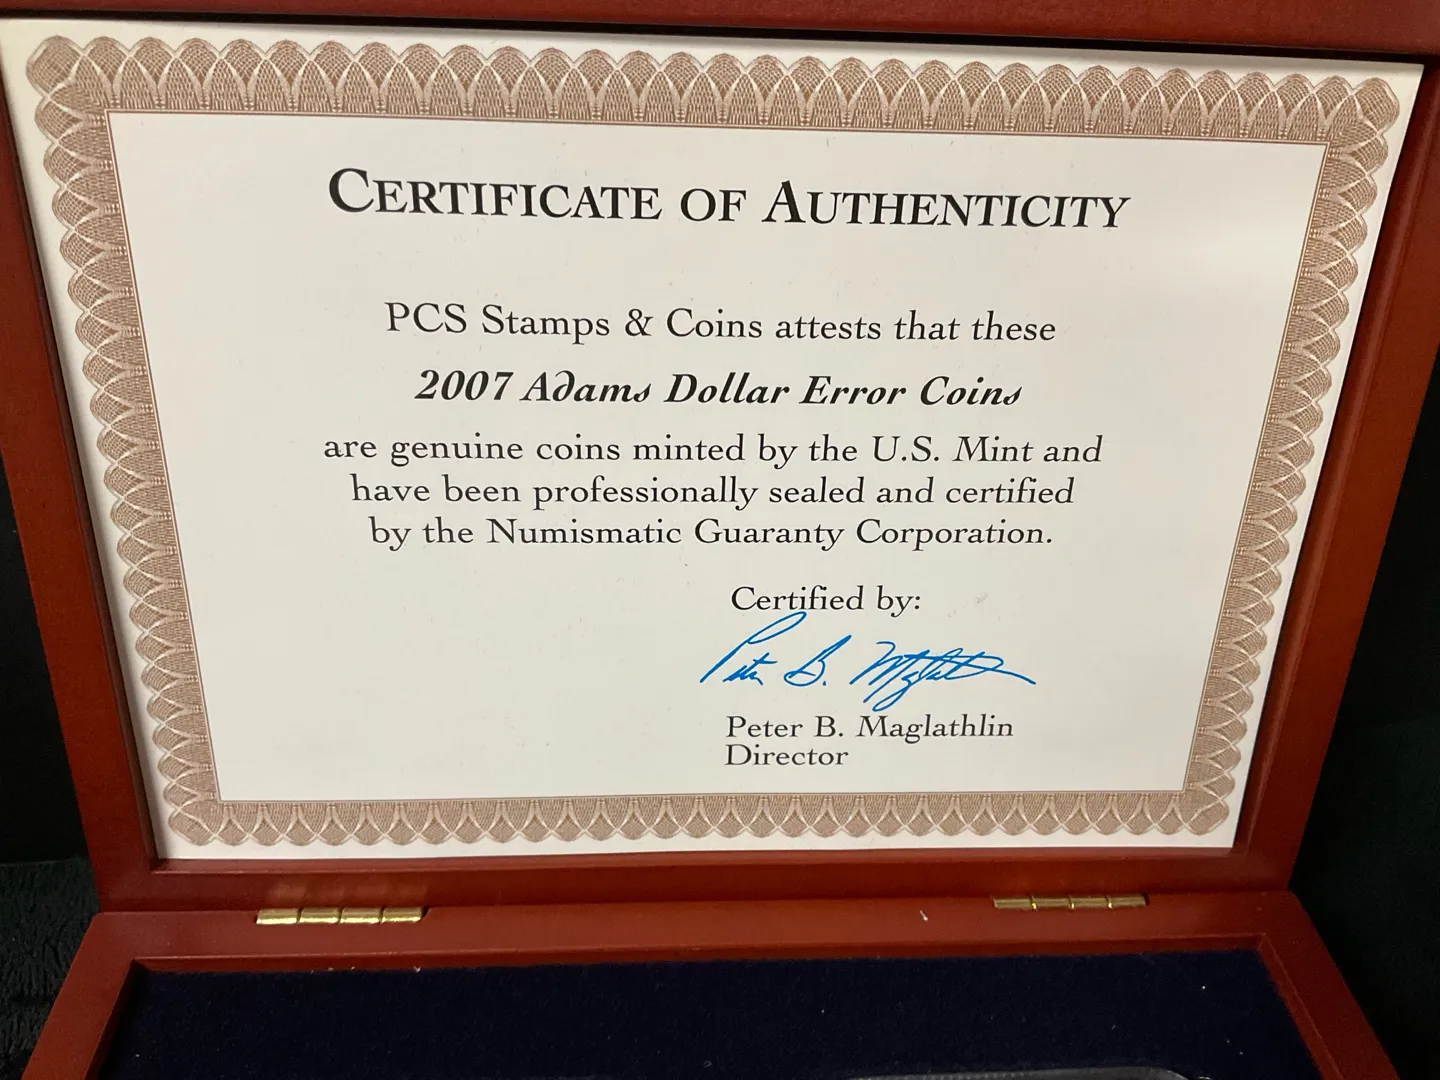 CERTIFICATE OF AUTHENTICITY
PCS Stamps & Coins attests that these
2007 Adams Dollar Error Coins
are genuine coins minted by the U.S. Mint and
have been professionally sealed and certified
by the Numismatic Guaranty Corporation.
Certified by:
Peter B. Maglathlin
Peter B. Maglathlin
Director